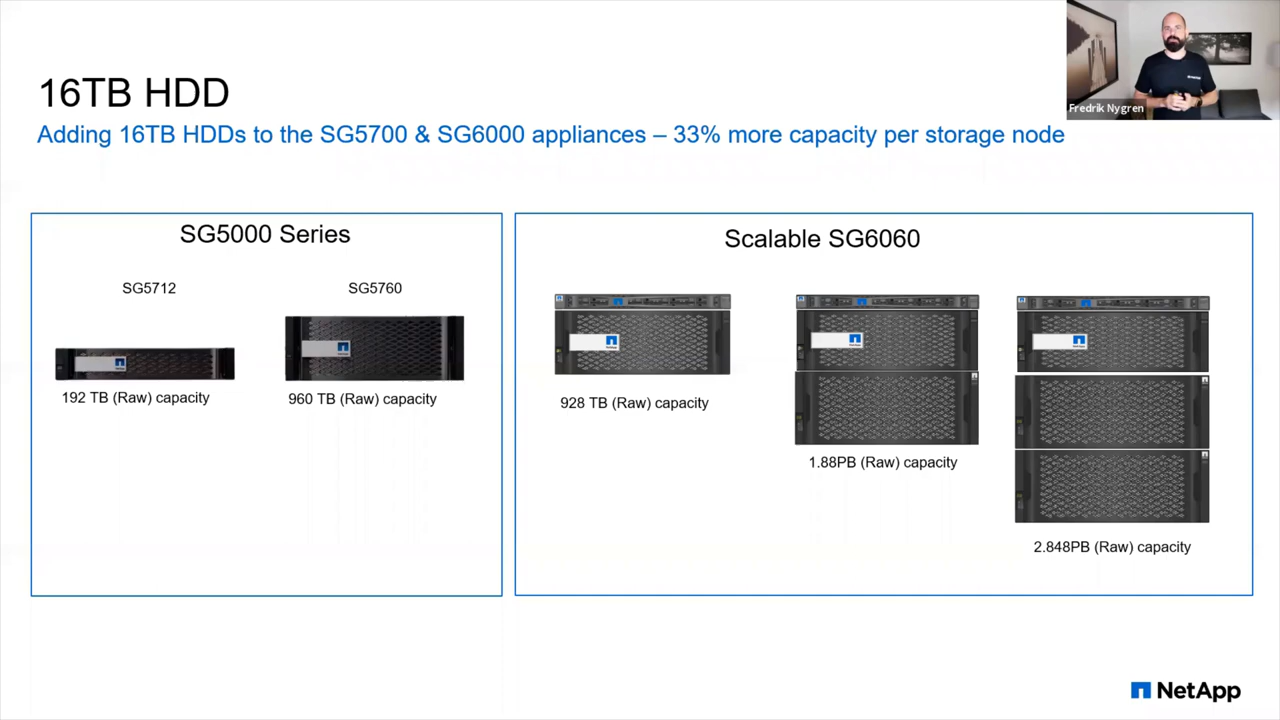 16TB HDD
Adding 16TB HDDs to the SG5700 & SG6000 appliances – 33% more capacity per storage node
Fredrik Nygren
SG5000 Series
SG5712
SG5760
192 TB (Raw) capacity
960 TB (Raw) capacity
Scalable SG6060
928 TB (Raw) capacity
1.88PB (Raw) capacity
2.848PB (Raw) capacity
NetApp